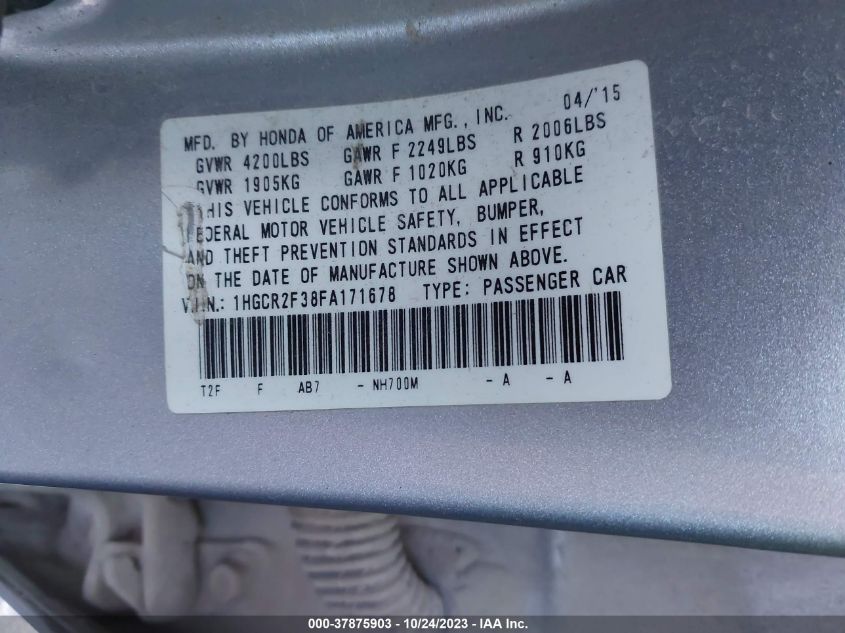 MFD. BY HONDA OF AMERICA MFG., INC. 04/'15
GVWR 4200LBS GAWR F 2249LBS R 2006LBS
GVWR 1905KG GAWR F 1020KG R 910KG
THIS VEHICLE CONFORMS TO ALL APPLICABLE
FEDERAL MOTOR VEHICLE SAFETY, BUMPER,
AND THEFT PREVENTION STANDARDS IN EFFECT
ON THE DATE OF MANUFACTURE SHOWN ABOVE.
V.I.N.: 1HGCR2F38FA171678 TYPE: PASSENGER CAR
T2F F AB7 - NH700M - A - A
000-37875903 / 10/24/2023 - IAA Inc.